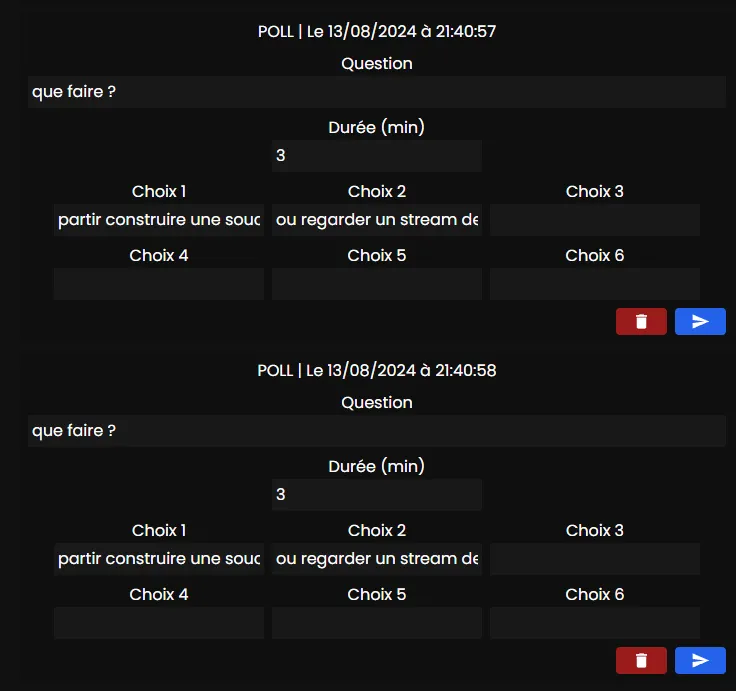 POLL | Le 13/08/2024 à 21:40:57
Question
que faire ?
Durée (min)
3
Choix 1 Choix 2 Choix 3
partir construire une souc ou regarder un stream de
Choix 4 Choix 5 Choix 6
POLL | Le 13/08/2024 à 21:40:58
Question
que faire ?
Durée (min)
3
Choix 1 Choix 2 Choix 3
partir construire une souc ou regarder un stream de
Choix 4 Choix 5 Choix 6